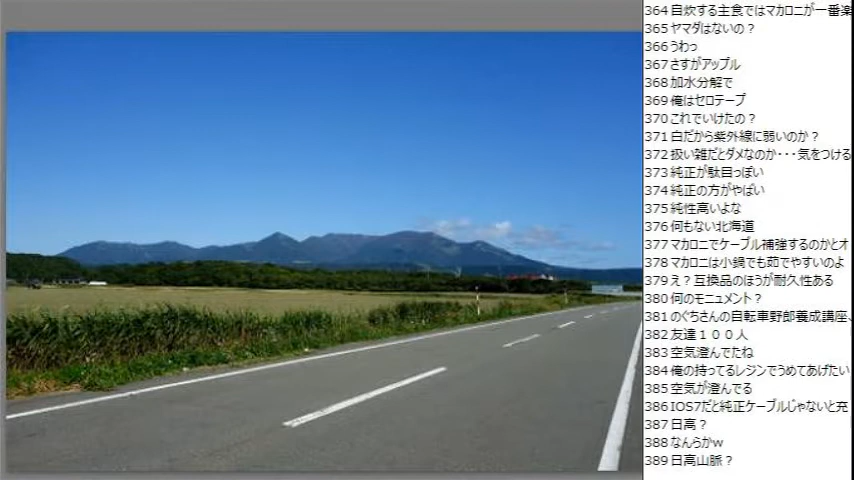 364 自炊する主食ではマカロニが一番楽
365 ヤマダはないの？
366 うわっ
367 さすがアップル
368 加水分解で
369 俺はセロテープ
370 これでいけたの？
371 白だから紫外線に弱いのか？
372 扱い雑だとダメなのか・・・気をつける
373 純正が駄目っぽい
374 純正の方がやばい
375 純性高いよな
376 何もない北海道
377 マカロニでケーブル補強するのかとオ
378 マカロニは小鍋でも茹でやすいのよ
379 え？互換品のほうが耐久性ある
380 何のモニュメント？
381 のぐちさんの自転車野郎養成講座、
382 友達１００人
383 空気澄んでたね
384 俺の持ってるレジンでうめてあげたい
385 空気が澄んでる
386 IOS7だと純正ケーブルじゃないと充
387 日高？
388 なんらかｗ
389 日高山脈？